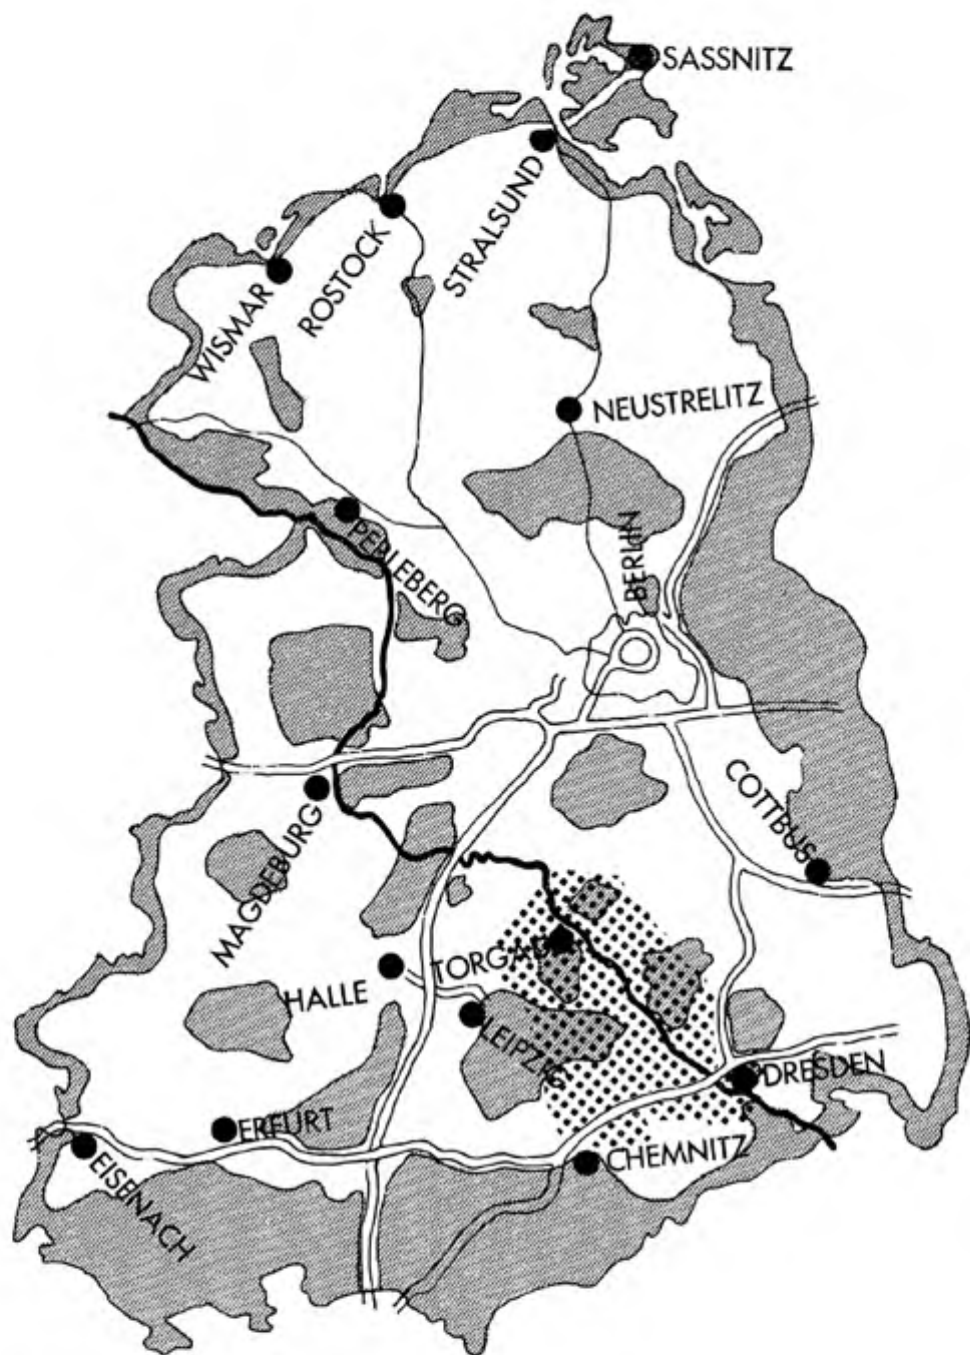 SASSNITZ
STRALSUND
ROSTOCK
WISMAR
NEUSTRELITZ
PERLEBERG
BERLIN
COTTBUS
MAGDEBURG
TORGAU
HALLE
LEIPZIG
DRESDEN
ERFURT
CHEMNITZ
EISENACH